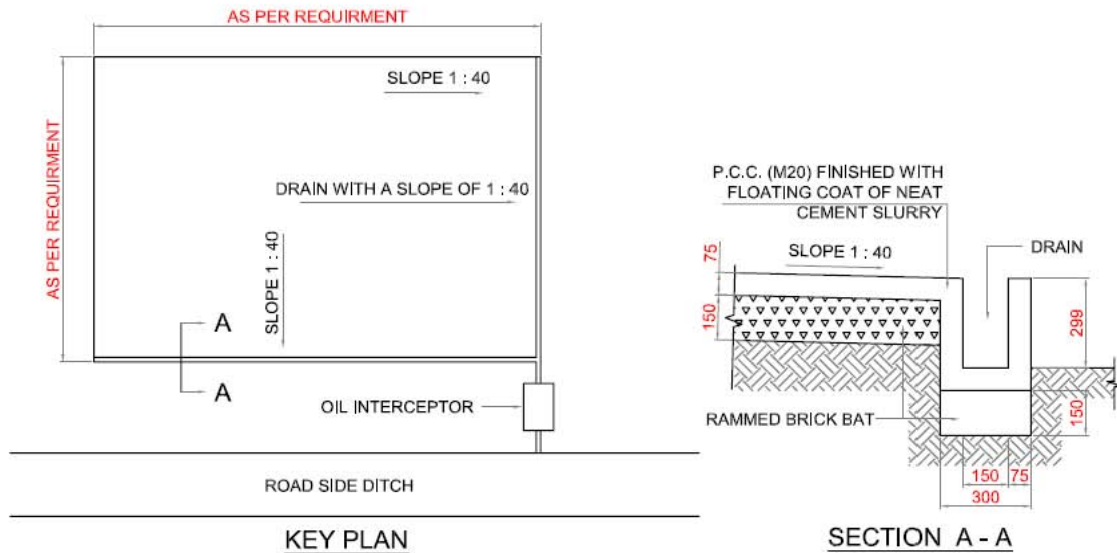 AS PER REQUIRMENT
AS PER REQUIRMENT
SLOPE 1 : 40
DRAIN WITH A SLOPE OF 1 : 40
SLOPE 1 : 40
A
A
OIL INTERCEPTOR
ROAD SIDE DITCH
KEY PLAN
P.C.C. (M20) FINISHED WITH
FLOATING COAT OF NEAT
CEMENT SLURRY
SLOPE 1 : 40
DRAIN
75
150
299
RAMMED BRICK BAT
150
150
75
300
SECTION A - A